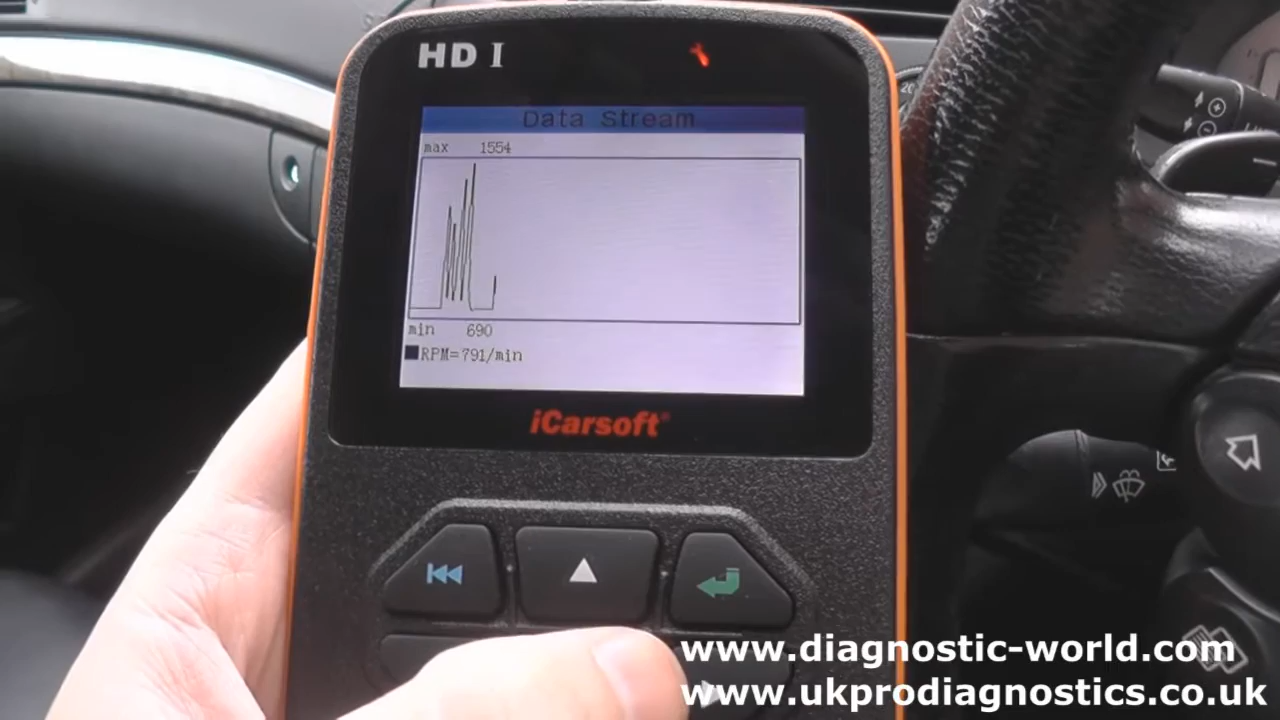 HD I
Data Stream
max 1554
min 690
RPM=791/min
iCarsoft®
www.diagnostic-world.com
www.ukprodiagnostics.co.uk